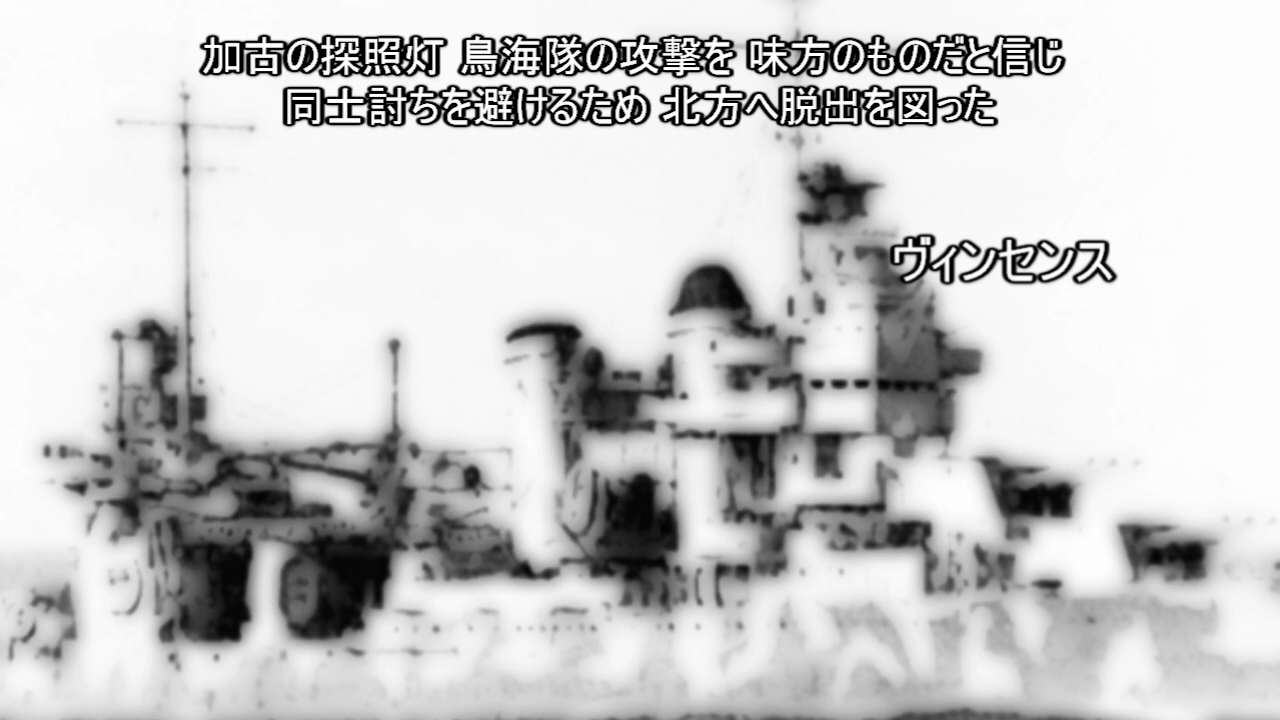 加古の探照灯 鳥海隊の攻撃を 味方のものだと信じ
同士討ちを避けるため 北方へ脱出を図った
ヴィンセンス